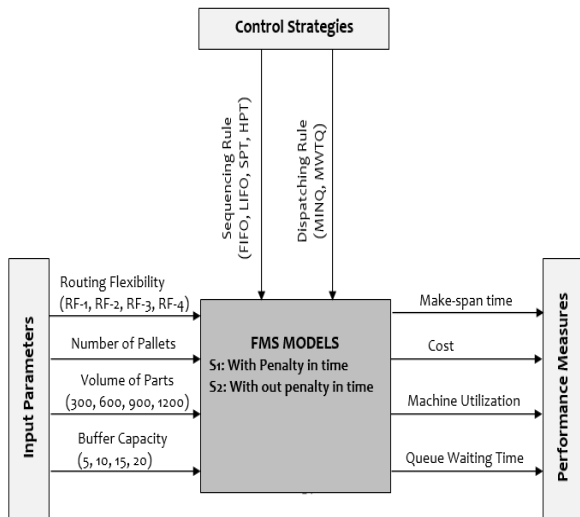 Control Strategies
Sequencing Rule
(FIFO, LIFO, SPT, HPT)
Dispatching Rule
(MINQ, MWTQ)
Input Parameters
Routing Flexibility
(RF-1, RF-2, RF-3, RF-4)
Number of Pallets
Volume of Parts
(300, 600, 900, 1200)
Buffer Capacity
(5, 10, 15, 20)
FMS MODELS
S1: With Penalty in time
S2: With out penalty in time
Make-span time
Cost
Machine Utilization
Queue Waiting Time
Performance Measures